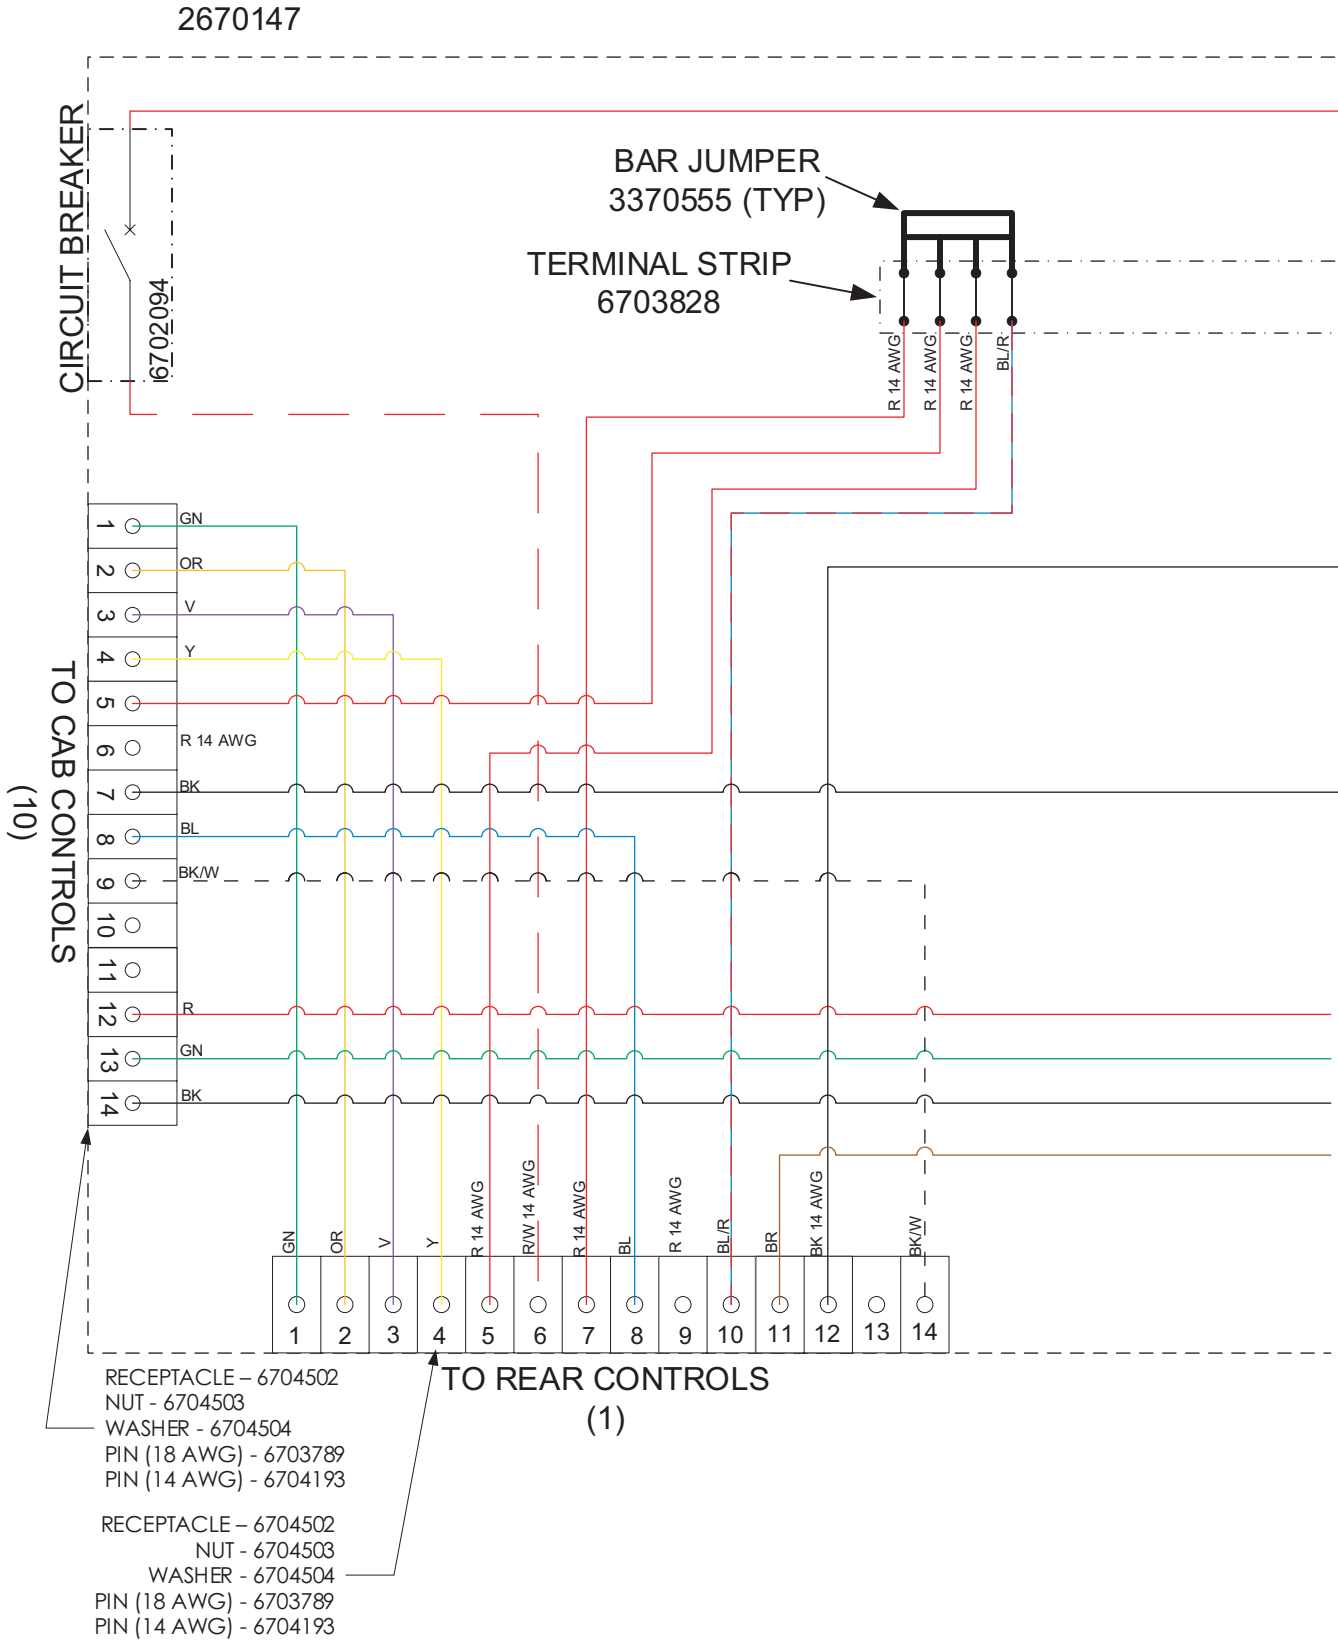 2670147
CIRCUIT BREAKER
6702094
BAR JUMPER
3370555 (TYP)
TERMINAL STRIP
6703828
R 14 AWG
R 14 AWG
R 14 AWG
BL/R
TO CAB CONTROLS
(10)
1 GN
2 OR
3 V
4 Y
5
6 R 14 AWG
7 BK
8 BL
9 BK/W
10
11
12 R
13 GN
14 BK
GN
OR
V
Y
R 14 AWG
R/W 14 AWG
R 14 AWG
BL
R 14 AWG
BL/R
BR
BK 14 AWG
BK/W
1 2 3 4 5 6 7 8 9 10 11 12 13 14
TO REAR CONTROLS
(1)
RECEPTACLE – 6704502
NUT - 6704503
WASHER - 6704504
PIN (18 AWG) - 6703789
PIN (14 AWG) - 6704193
RECEPTACLE – 6704502
NUT - 6704503
WASHER - 6704504
PIN (18 AWG) - 6703789
PIN (14 AWG) - 6704193